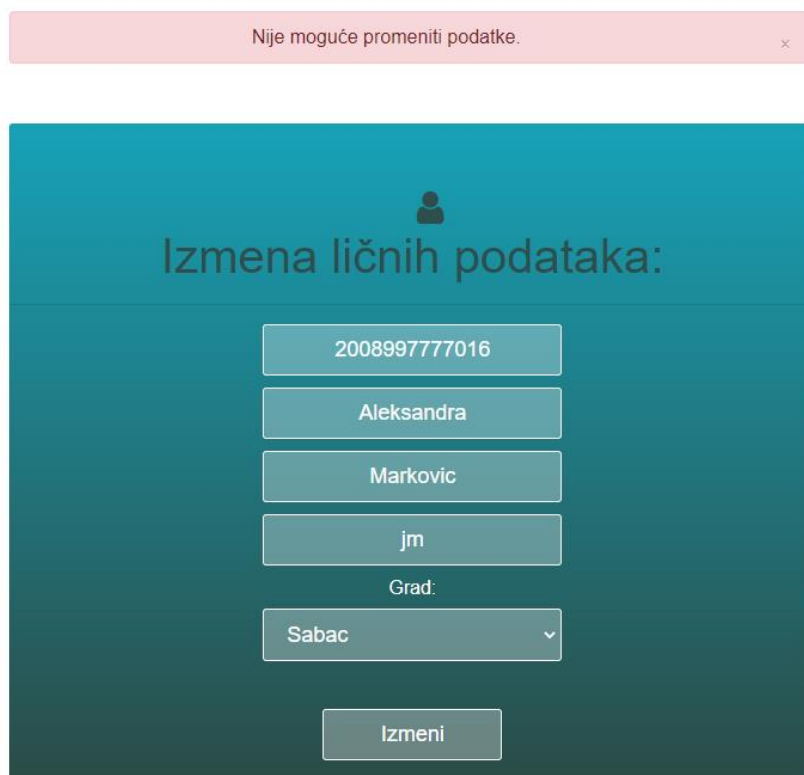 Nije moguće promeniti podatke.
×
Izmena ličnih podataka:
2008997777016
Aleksandra
Markovic
jm
Grad:
Sabac
Izmeni